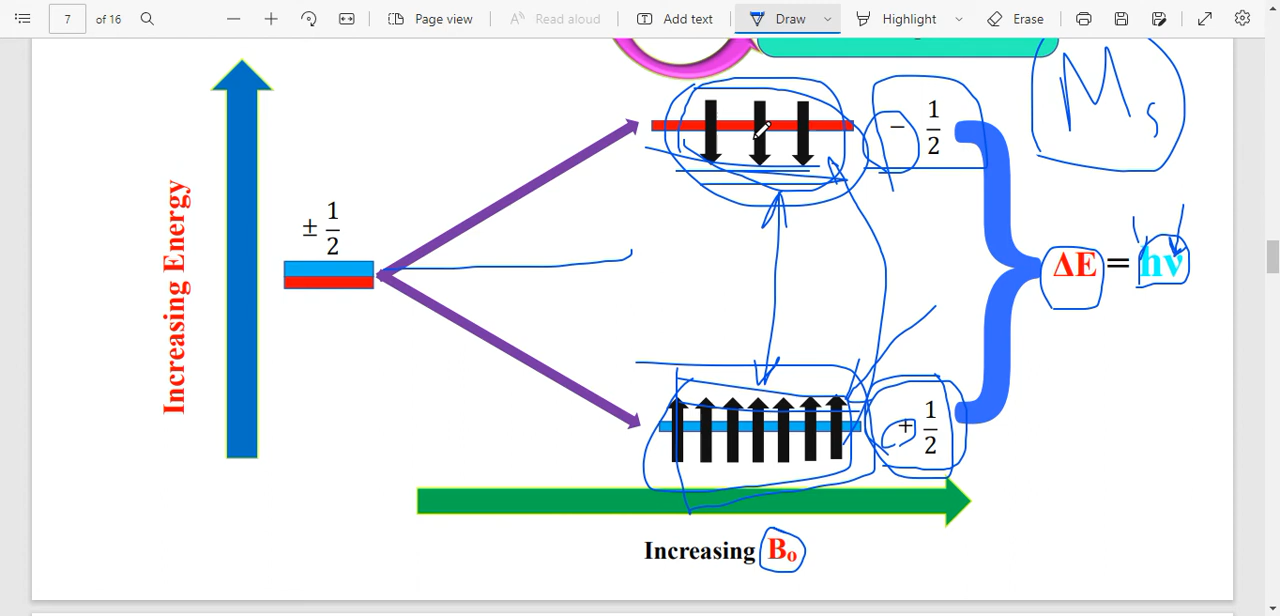 7 of 16 Page view Read aloud Add text Draw Highlight Erase
Ms
− 1/2
± 1/2
Increasing Energy
ΔE = hν
+ 1/2
Increasing B₀